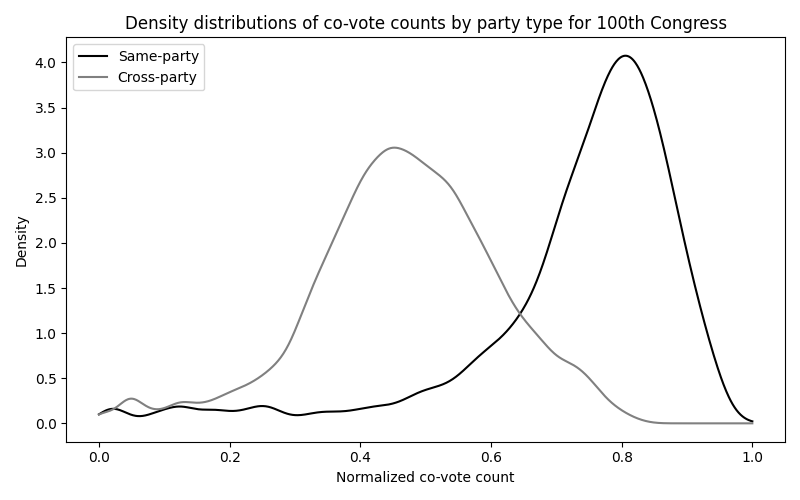 Density distributions of co-vote counts by party type for 100th Congress
Same-party
Cross-party
4.0
3.5
3.0
2.5
2.0
1.5
1.0
0.5
0.0
Density
0.0 0.2 0.4 0.6 0.8 1.0
Normalized co-vote count